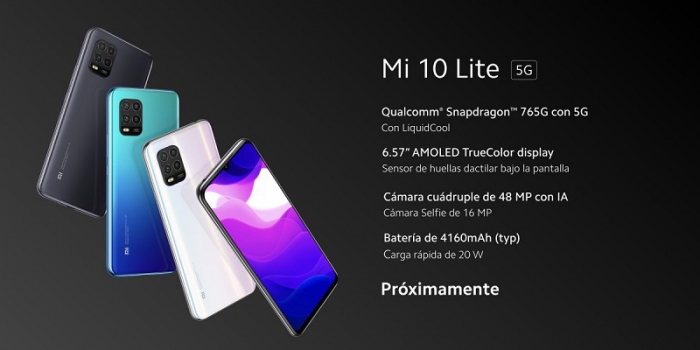 Mi 10 Lite 5G
Qualcomm® Snapdragon™ 765G con 5G
Con LiquidCool
6.57” AMOLED TrueColor display
Sensor de huellas dactilar bajo la pantalla
Cámara cuádruple de 48 MP con IA
Cámara Selfie de 16 MP
Batería de 4160mAh (typ)
Carga rápida de 20 W
Próximamente